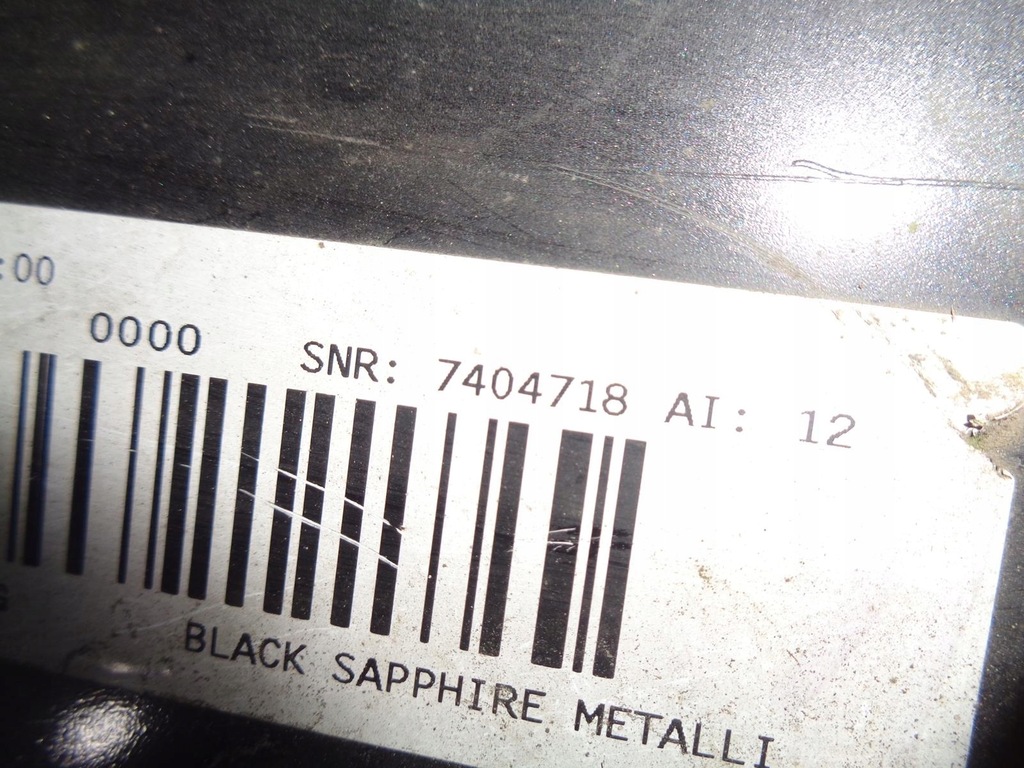 :00
0000
SNR: 7404718 AI: 12
BLACK SAPPHIRE METALLI